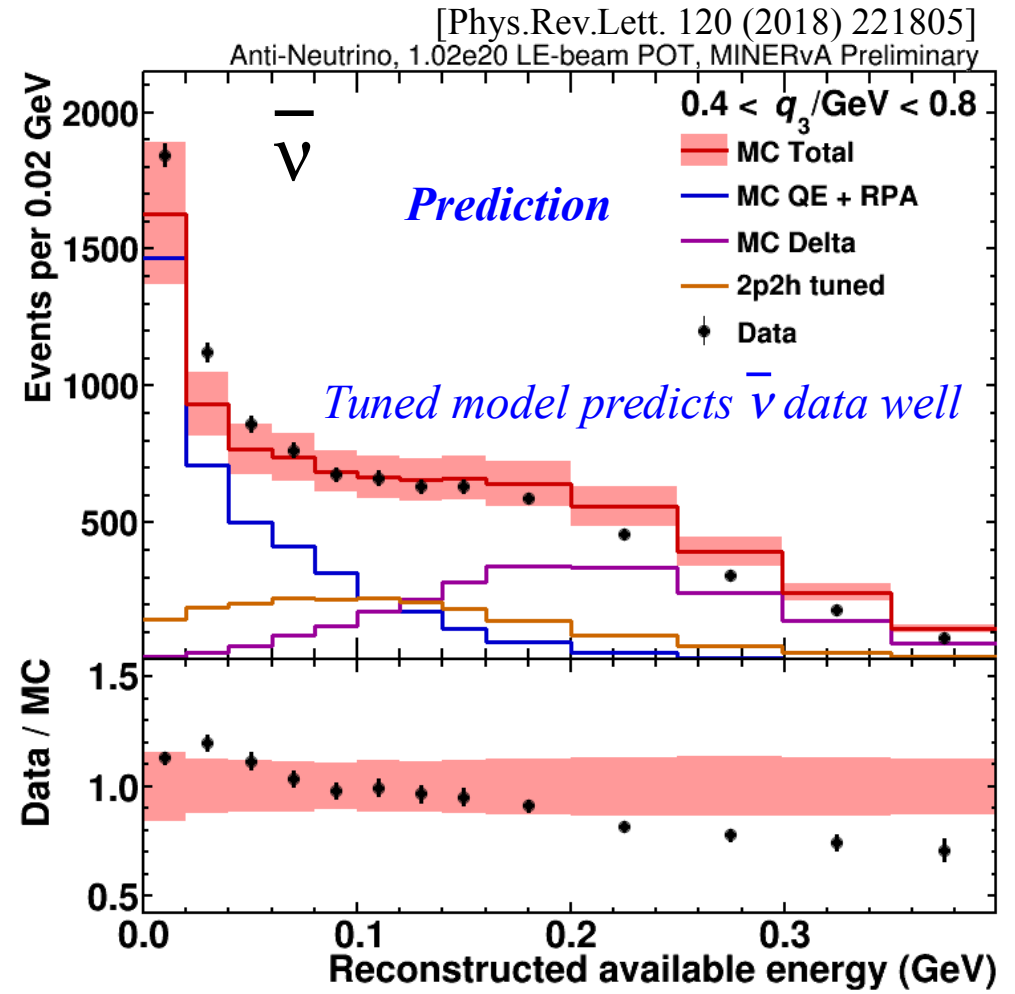 [Phys.Rev.Lett. 120 (2018) 221805]
Anti-Neutrino, 1.02e20 LE-beam POT, MINERvA Preliminary
ν̅
0.4 < q₃/GeV < 0.8
MC Total
MC QE + RPA
MC Delta
2p2h tuned
Data
Prediction
Tuned model predicts ν̅ data well
Events per 0.02 GeV
2000
1500
1000
500
Data / MC
1.5
1.0
0.5
0.0 0.1 0.2 0.3
Reconstructed available energy (GeV)